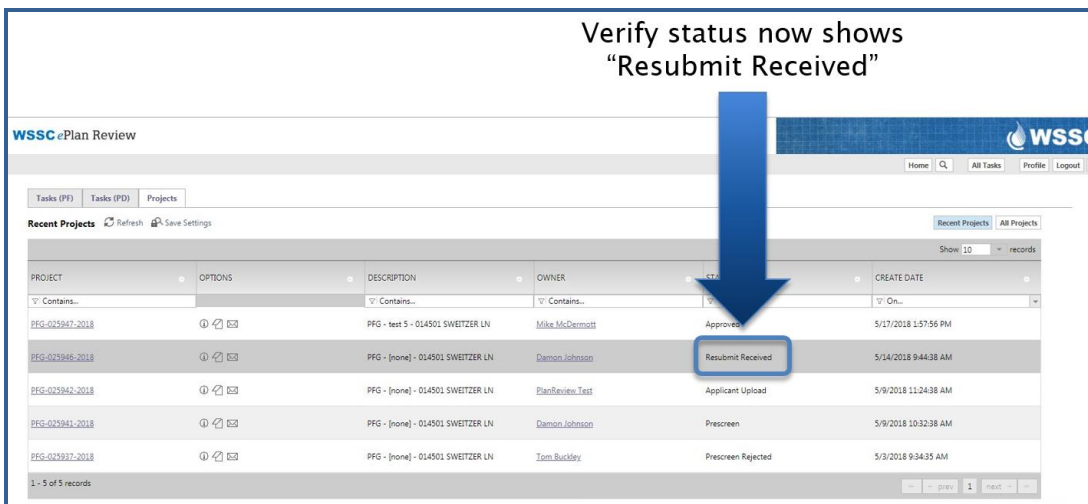 Verify status now shows
“Resubmit Received”
WSSC ePlan Review
WSSC
Home All Tasks Profile Logout
Tasks (PF) Tasks (PD) Projects
Recent Projects Refresh Save Settings Recent Projects All Projects
Show 10 records
PROJECT OPTIONS DESCRIPTION OWNER CREATE DATE
Contains... Contains... Contains... On...
PFG-025947-2018 PFG - test 5 - 014501 SWEITZER LN Mike McDermott Approved 5/17/2018 1:57:56 PM
PFG-025946-2018 PFG - [none] - 014501 SWEITZER LN Damon Johnson Resubmit Received 5/14/2018 9:44:38 AM
PFG-025942-2018 PFG - [none] - 014501 SWEITZER LN PlanReview Test Applicant Upload 5/9/2018 11:24:38 AM
PFG-025941-2018 PFG - [none] - 014501 SWEITZER LN Damon Johnson Prescreen 5/9/2018 10:32:38 AM
PFG-025937-2018 PFG - [none] - 014501 SWEITZER LN Tom Buckley Prescreen Rejected 5/3/2018 9:34:35 AM
1 - 5 of 5 records prev 1 next